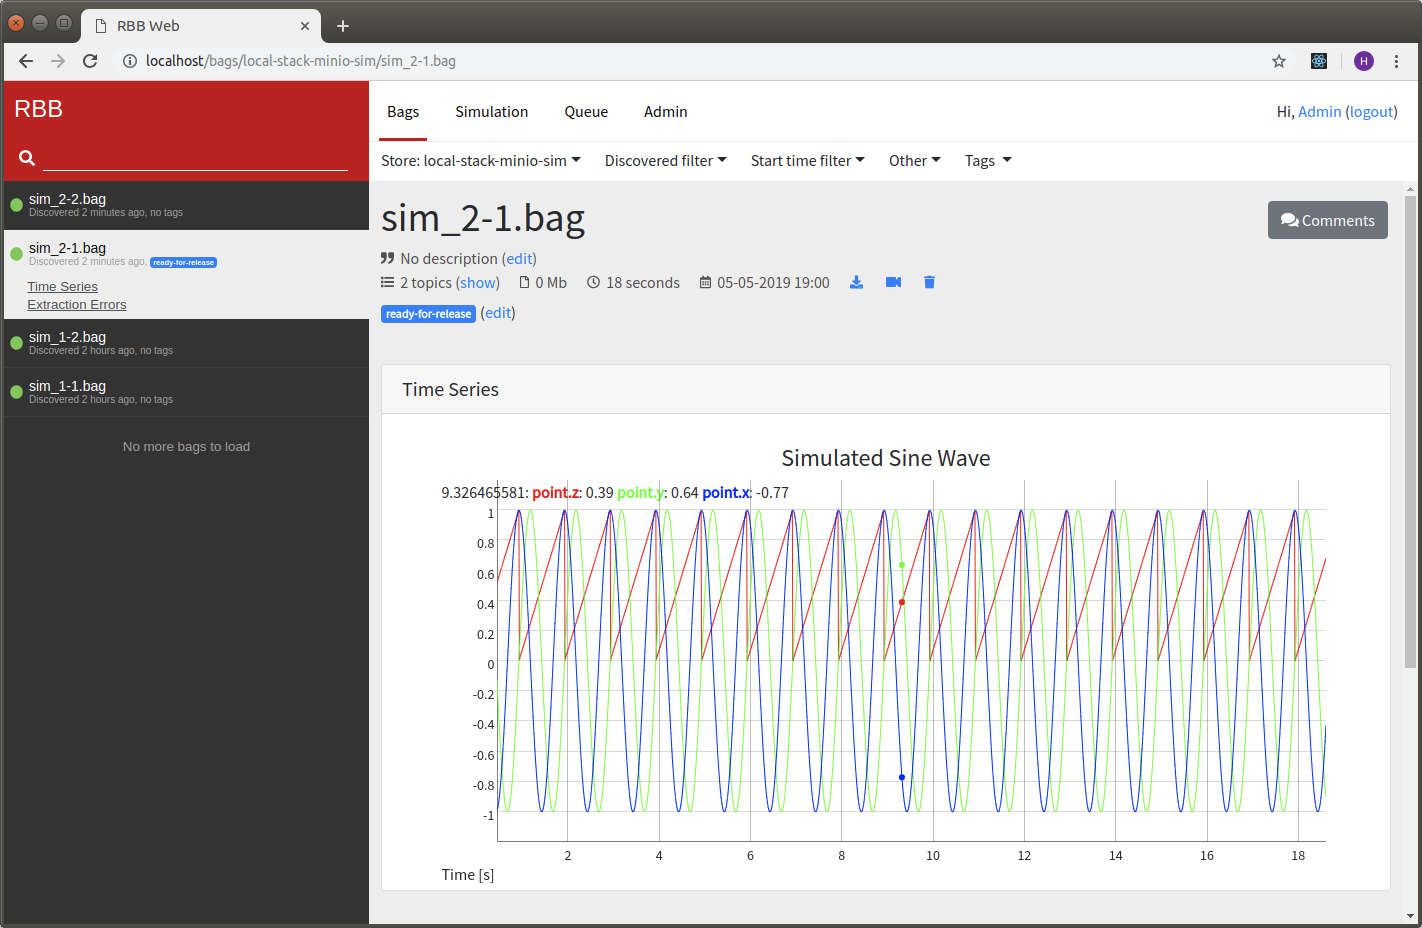 RBB Web
localhost/bags/local-stack-minio-sim/sim_2-1.bag
H
RBB
Bags Simulation Queue Admin
Hi, Admin (logout)
Store: local-stack-minio-sim Discovered filter Start time filter Other Tags
sim_2-2.bag
Discovered 2 minutes ago, no tags
sim_2-1.bag
Discovered 2 minutes ago, ready-for-release
Time Series
Extraction Errors
sim_1-2.bag
Discovered 2 hours ago, no tags
sim_1-1.bag
Discovered 2 hours ago, no tags
No more bags to load
sim_2-1.bag
Comments
No description (edit)
2 topics (show) 0 Mb 18 seconds 05-05-2019 19:00
ready-for-release (edit)
Time Series
Simulated Sine Wave
9.326465581: point.z: 0.39 point.y: 0.64 point.x: -0.77
1
0.8
0.6
0.4
0.2
0
-0.2
-0.4
-0.6
-0.8
-1
2 4 6 8 10 12 14 16 18
Time [s]